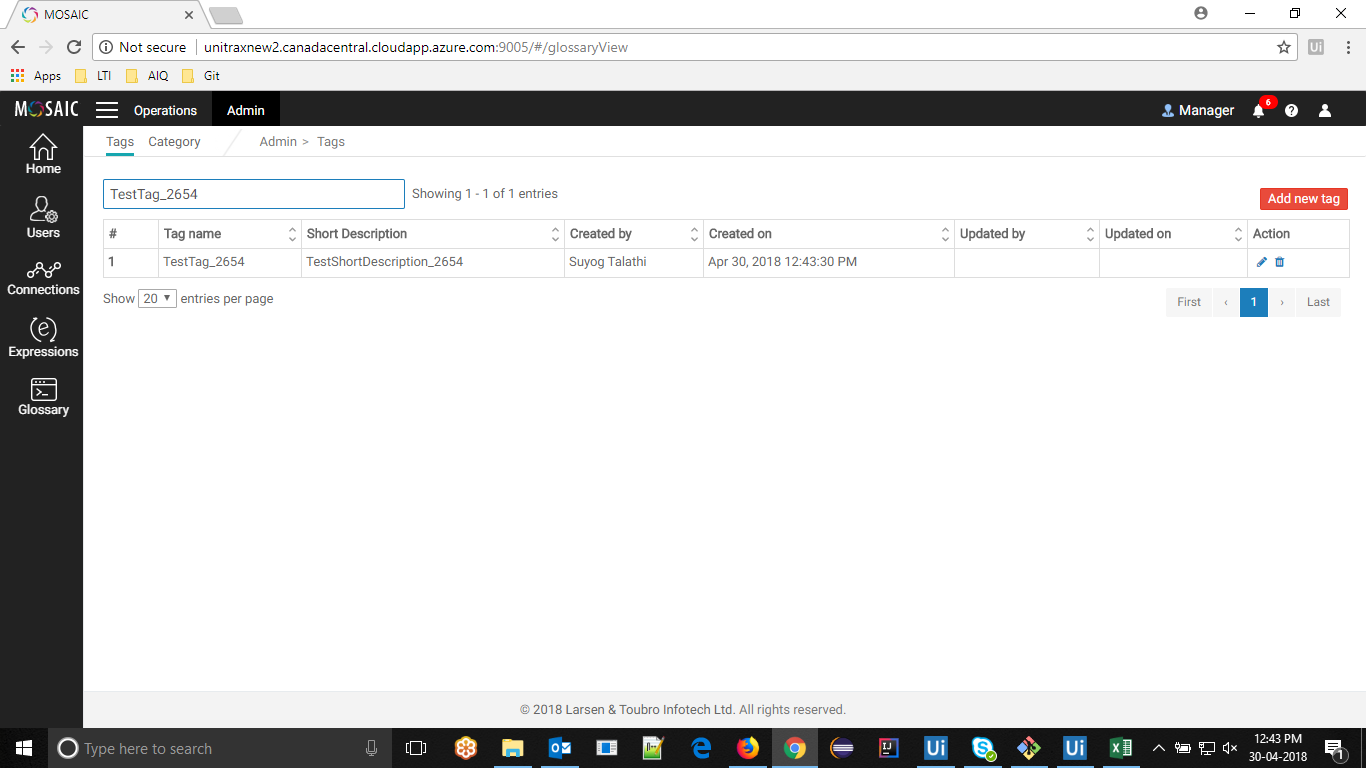 MOSAIC
Not secure unitraxnew2.canadacentral.cloudapp.azure.com:9005/#/glossaryView Ui
Apps LTI AIQ Git
MOSAIC Operations Admin Manager 6
Tags Category Admin > Tags
Home
Users
Connections
Expressions
Glossary
TestTag_2654 Showing 1 - 1 of 1 entries Add new tag
# Tag name Short Description Created by Created on Updated by Updated on Action
1 TestTag_2654 TestShortDescription_2654 Suyog Talathi Apr 30, 2018 12:43:30 PM
Show 20 entries per page First ‹ 1 › Last
© 2018 Larsen & Toubro Infotech Ltd. All rights reserved.
Type here to search Ui Ui 12:43 PM
30-04-2018 1